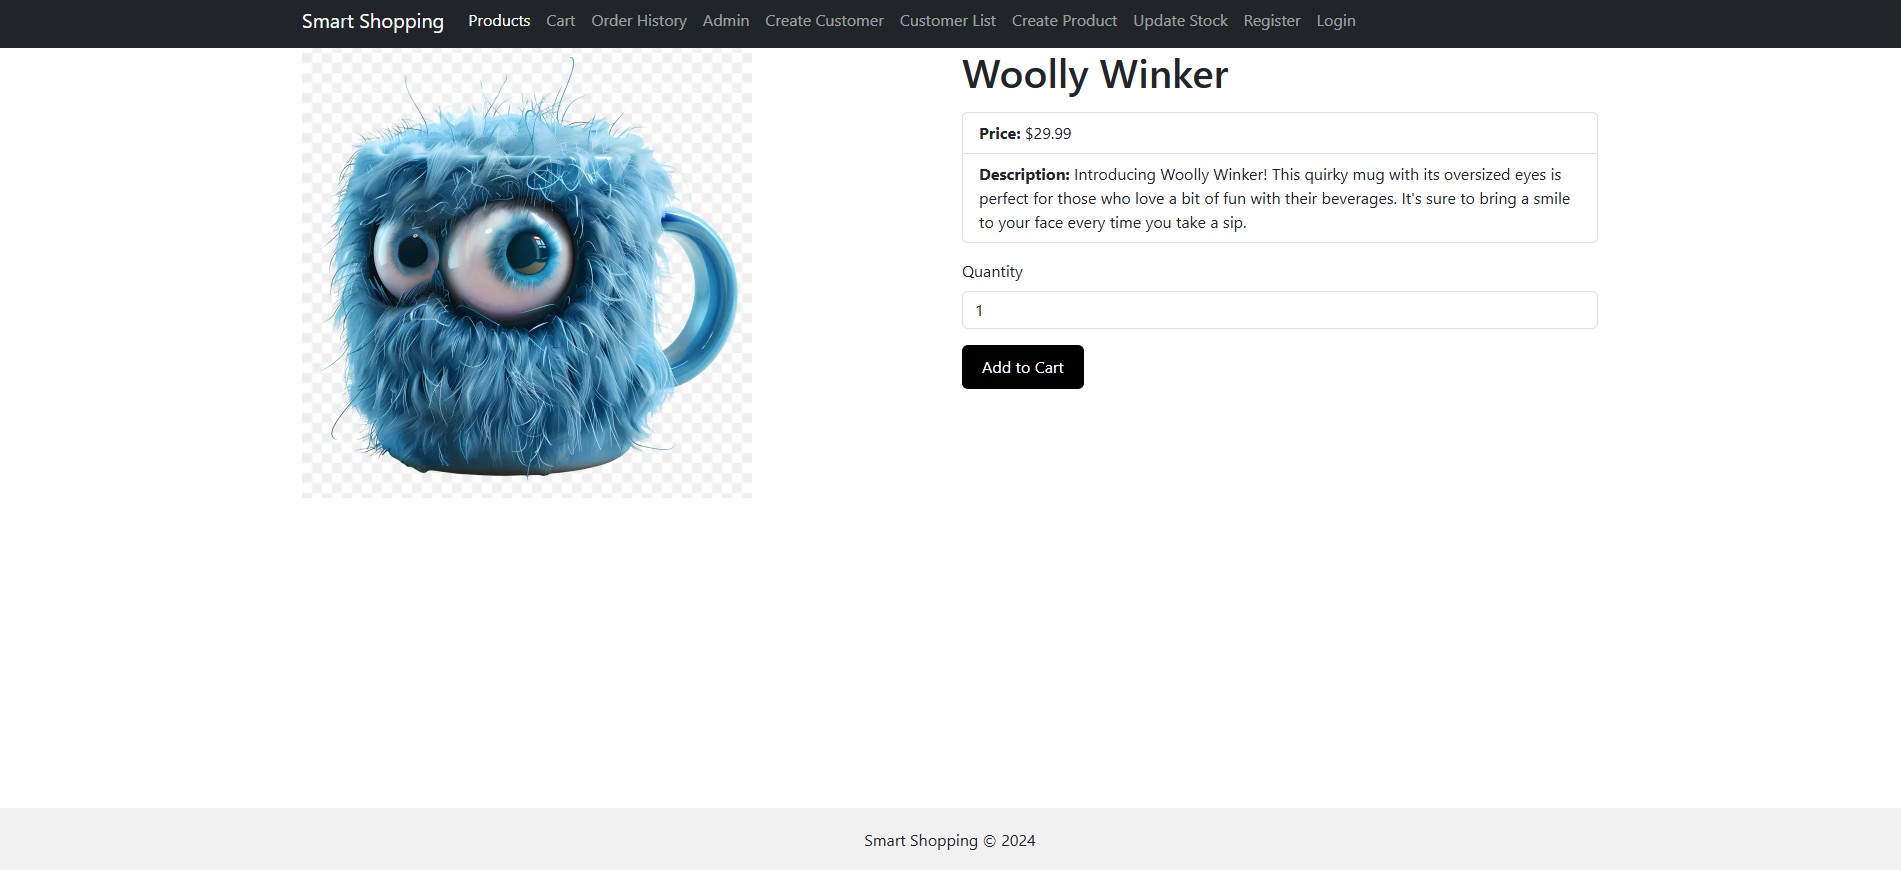 Smart Shopping Products Cart Order History Admin Create Customer Customer List Create Product Update Stock Register Login
Woolly Winker
Price: $29.99
Description: Introducing Woolly Winker! This quirky mug with its oversized eyes is
perfect for those who love a bit of fun with their beverages. It's sure to bring a smile
to your face every time you take a sip.
Quantity
1
Add to Cart
Smart Shopping © 2024